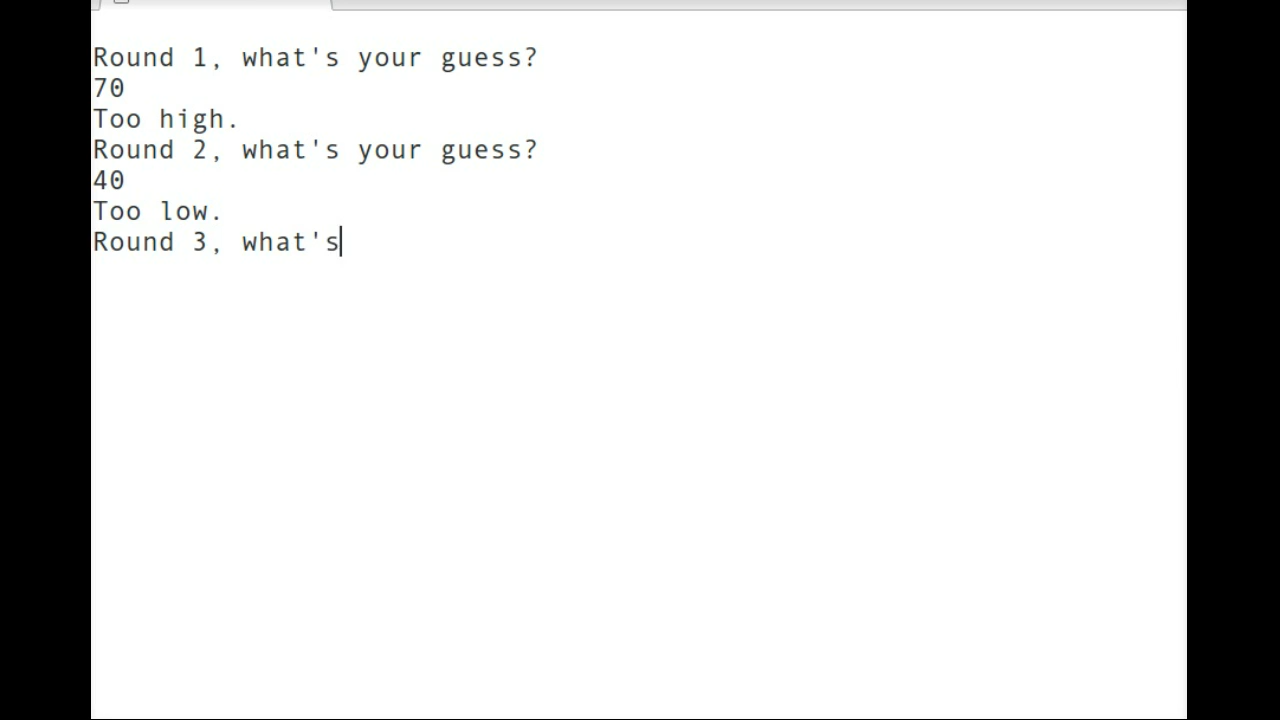 Round 1, what's your guess?
70
Too high.
Round 2, what's your guess?
40
Too low.
Round 3, what's